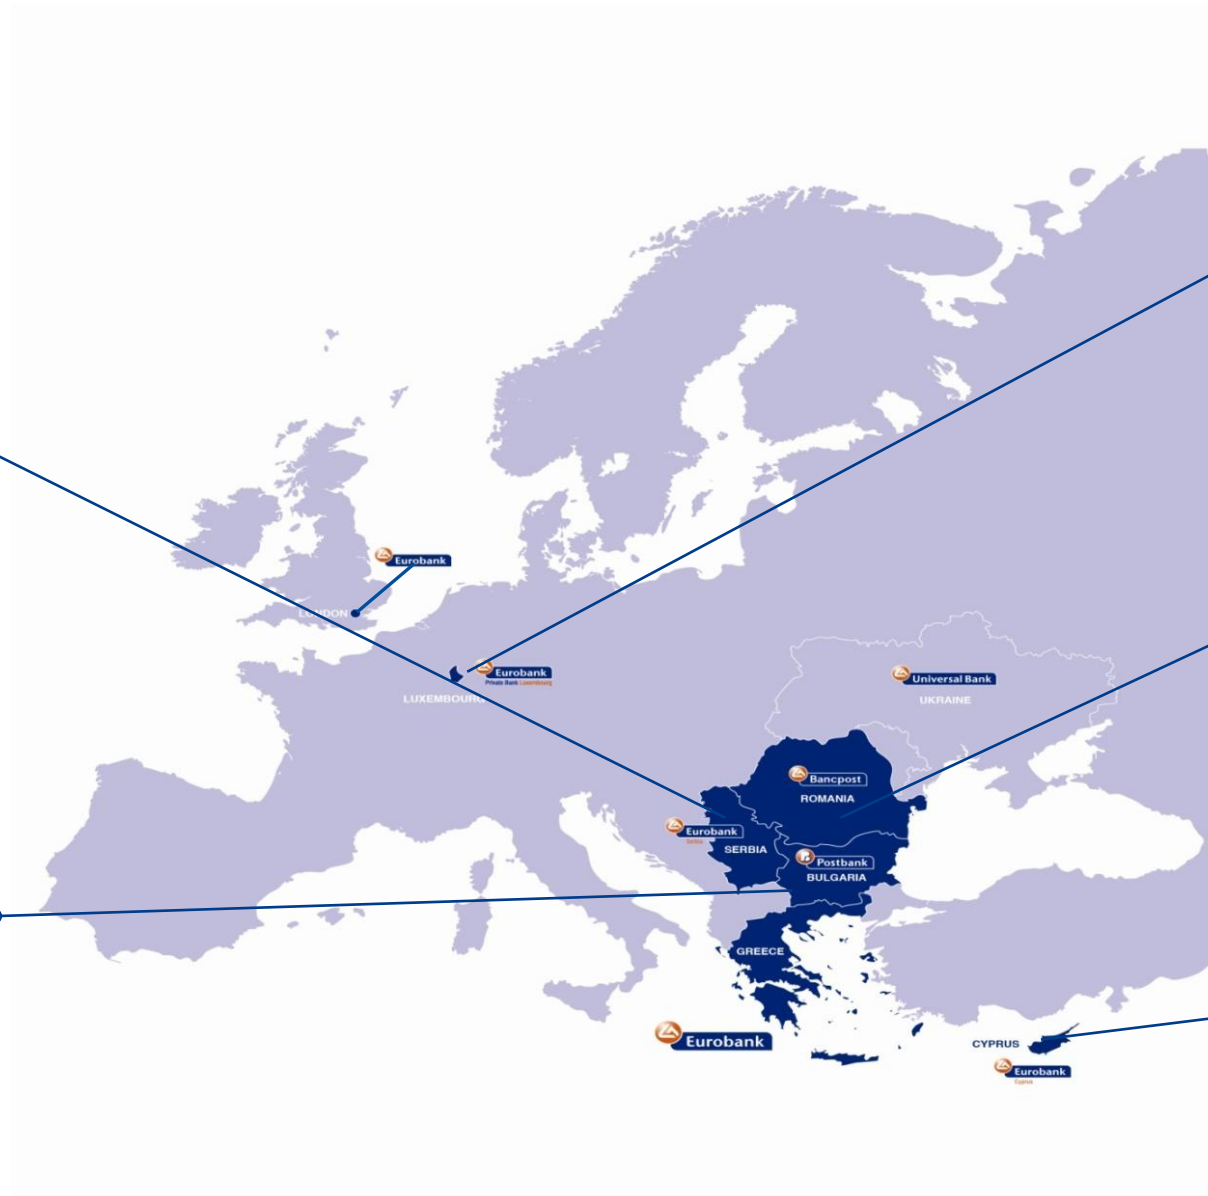 Eurobank
LONDON
Eurobank
Private Bank Luxembourg
LUXEMBOURG
Universal Bank
UKRAINE
Bancpost
ROMANIA
Eurobank
Serbia
SERBIA
Postbank
BULGARIA
GREECE
Eurobank
CYPRUS
Eurobank
Cyprus